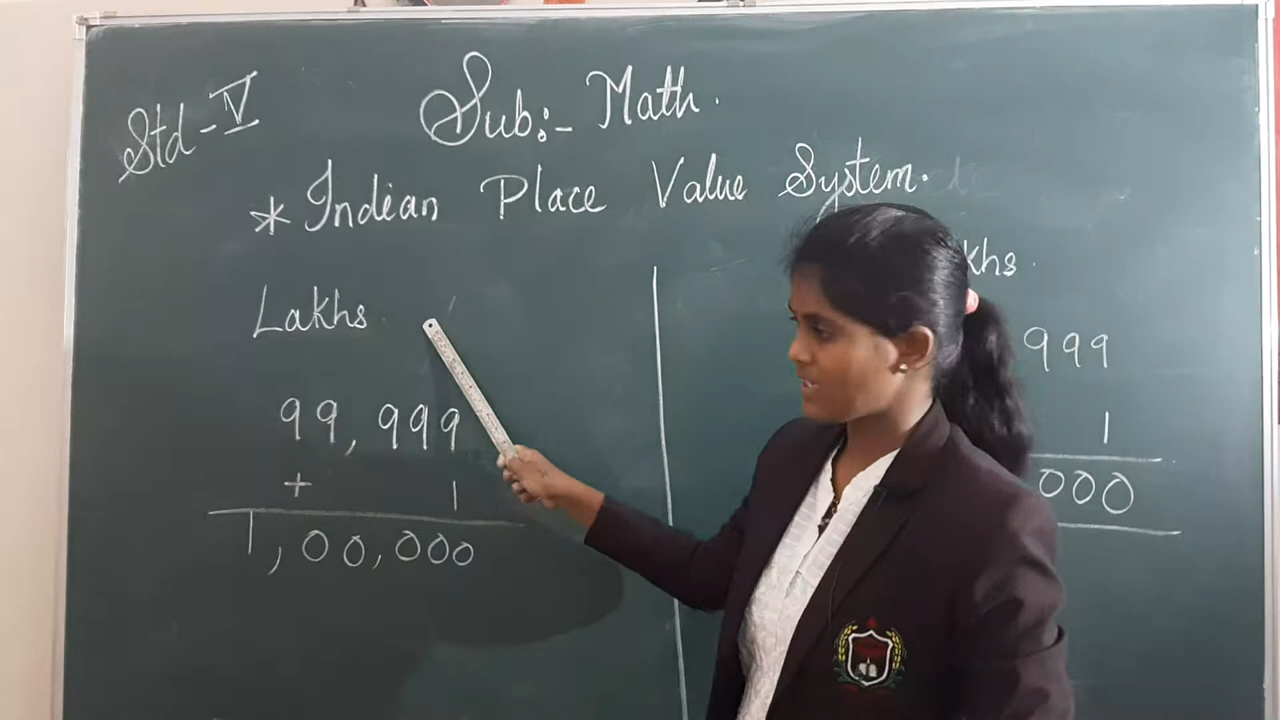 Std - V
Sub:- Math.
* Indian Place Value System.
Lakhs
99,999
+ 1
1,00,000
khs.
999
1
000